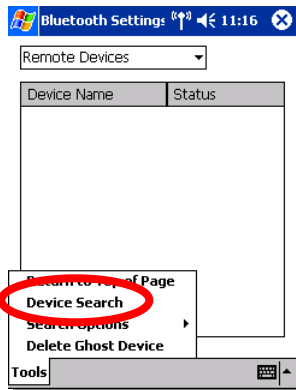 Bluetooth Settings 11:16
Remote Devices
Device Name Status
Return to Top of Page
Device Search
Search Options
Delete Ghost Device
Tools